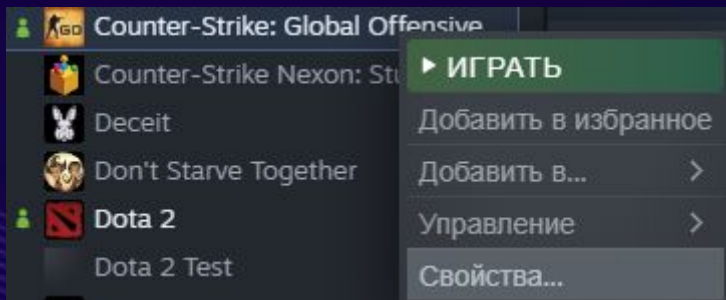 Counter-Strike: Global Offensive
Counter-Strike Nexon:
Deceit
Don't Starve Together
Dota 2
Dota 2 Test
ИГРАТЬ
Добавить в избранное
Добавить в...
Управление
Свойства...